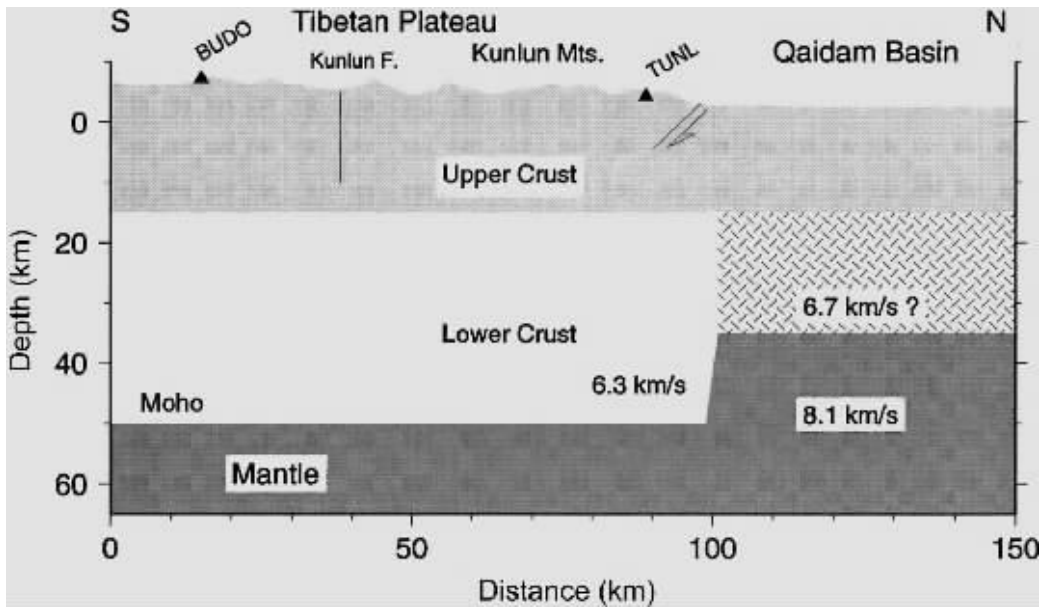 S
Tibetan Plateau
N
BUDO
Kunlun F.
Kunlun Mts.
TUNL
Qaidam Basin
0
Upper Crust
20
6.7 km/s ?
Depth (km)
Lower Crust
40
6.3 km/s
Moho
8.1 km/s
Mantle
60
0
50
100
150
Distance (km)